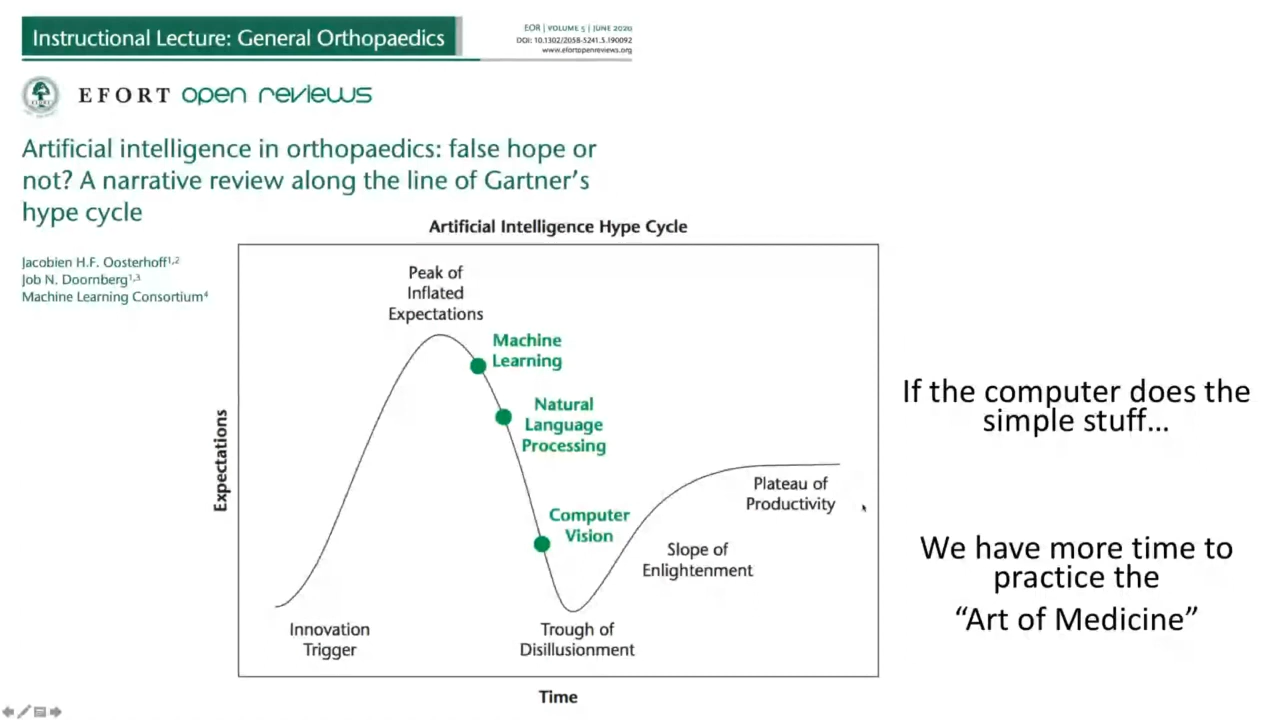 Instructional Lecture: General Orthopaedics
EOR | VOLUME 5 | JUNE 2020
DOI: 10.1302/2058-5241.5.190092
www.efortopenreviews.org
EFORT open reviews
Artificial intelligence in orthopaedics: false hope or
not? A narrative review along the line of Gartner's
hype cycle
Jacobien H.F. Oosterhoff1,2
Job N. Doornberg1,3
Machine Learning Consortium4
Artificial Intelligence Hype Cycle
Peak of
Inflated
Expectations
Machine
Learning
Natural
Language
Processing
Computer
Vision
Plateau of
Productivity
Slope of
Enlightenment
Innovation
Trigger
Trough of
Disillusionment
Expectations
Time
If the computer does the
simple stuff...
We have more time to
practice the
“Art of Medicine”